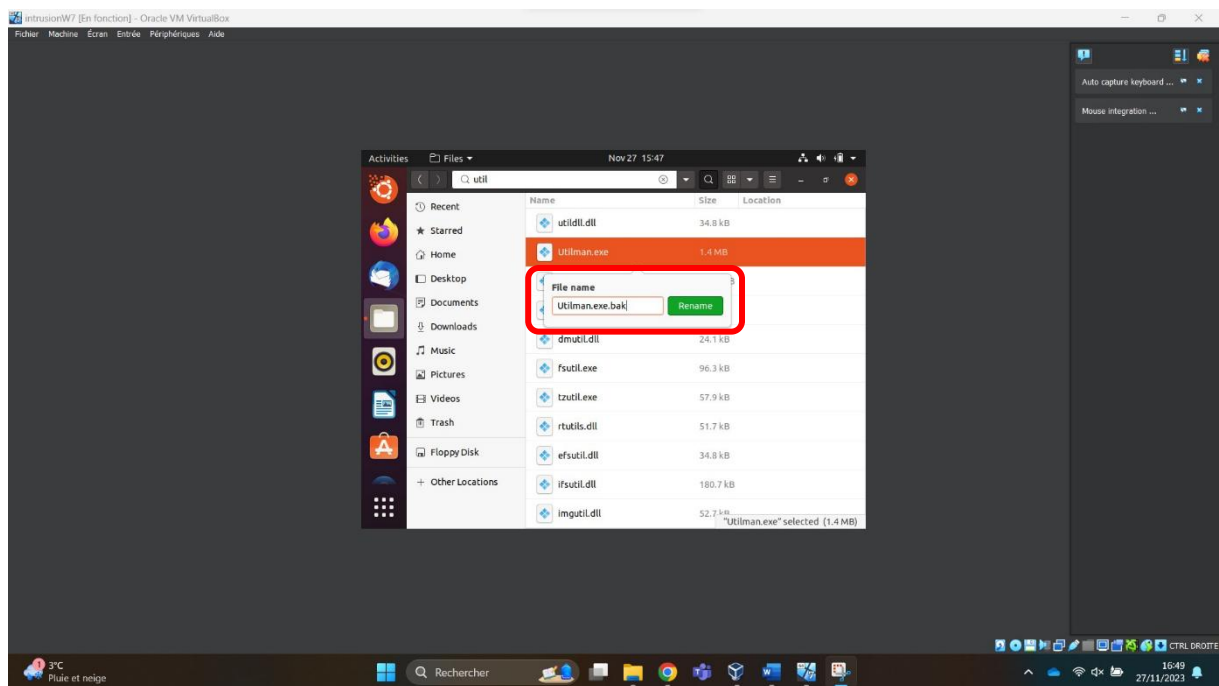 intrusionW7 [En fonction] - Oracle VM VirtualBox
Fichier Machine Écran Entrée Périphériques Aide
Auto capture keyboard ...
Mouse integration ...
Activities Files Nov 27 15:47
util
Name Size Location
Recent
utildll.dll 34.8 kB
Starred
Utilman.exe 1.4 MB
Home
Desktop
File name
Documents
Utilman.exe.bak Rename
Downloads
dmutil.dll 24.1 kB
Music
fsutil.exe 96.3 kB
Pictures
tzutil.exe 57.9 kB
Videos
Trash
rtutils.dll 51.7 kB
Floppy Disk
efsutil.dll 34.8 kB
Other Locations
ifsutil.dll 180.7 kB
imgutil.dll 52.7 kB
"Utilman.exe" selected (1.4 MB)
CTRL DROITE
1
3°C
Pluie et neige
Rechercher
16:49
27/11/2023